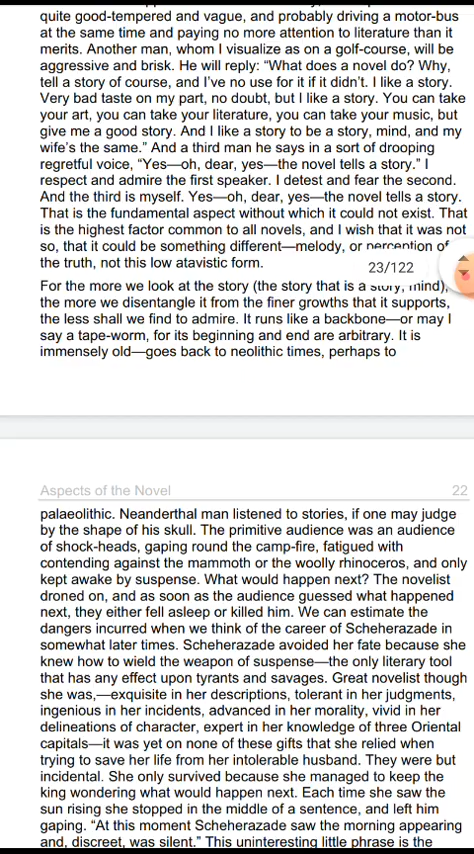 quite good-tempered and vague, and probably driving a motor-bus
at the same time and paying no more attention to literature than it
merits. Another man, whom I visualize as on a golf-course, will be
aggressive and brisk. He will reply: “What does a novel do? Why,
tell a story of course, and I've no use for it if it didn't. I like a story.
Very bad taste on my part, no doubt, but I like a story. You can take
your art, you can take your literature, you can take your music, but
give me a good story. And I like a story to be a story, mind, and my
wife's the same.” And a third man he says in a sort of drooping
regretful voice, “Yes—oh, dear, yes—the novel tells a story.” I
respect and admire the first speaker. I detest and fear the second.
And the third is myself. Yes—oh, dear, yes—the novel tells a story.
That is the fundamental aspect without which it could not exist. That
is the highest factor common to all novels, and I wish that it was not
so, that it could be something different—melody, or perception of
the truth, not this low atavistic form.
23/122
For the more we look at the story (the story that is a story, mind),
the more we disentangle it from the finer growths that it supports,
the less shall we find to admire. It runs like a backbone—or may I
say a tape-worm, for its beginning and end are arbitrary. It is
immensely old—goes back to neolithic times, perhaps to
Aspects of the Novel 22
palaeolithic. Neanderthal man listened to stories, if one may judge
by the shape of his skull. The primitive audience was an audience
of shock-heads, gaping round the camp-fire, fatigued with
contending against the mammoth or the woolly rhinoceros, and only
kept awake by suspense. What would happen next? The novelist
droned on, and as soon as the audience guessed what happened
next, they either fell asleep or killed him. We can estimate the
dangers incurred when we think of the career of Scheherazade in
somewhat later times. Scheherazade avoided her fate because she
knew how to wield the weapon of suspense—the only literary tool
that has any effect upon tyrants and savages. Great novelist though
she was,—exquisite in her descriptions, tolerant in her judgments,
ingenious in her incidents, advanced in her morality, vivid in her
delineations of character, expert in her knowledge of three Oriental
capitals—it was yet on none of these gifts that she relied when
trying to save her life from her intolerable husband. They were but
incidental. She only survived because she managed to keep the
king wondering what would happen next. Each time she saw the
sun rising she stopped in the middle of a sentence, and left him
gaping. “At this moment Scheherazade saw the morning appearing
and, discreet, was silent.” This uninteresting little phrase is the